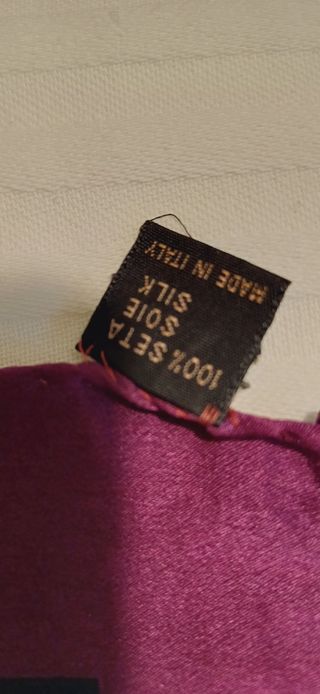 100% SETA
SOIE
SILK
MADE IN ITALY